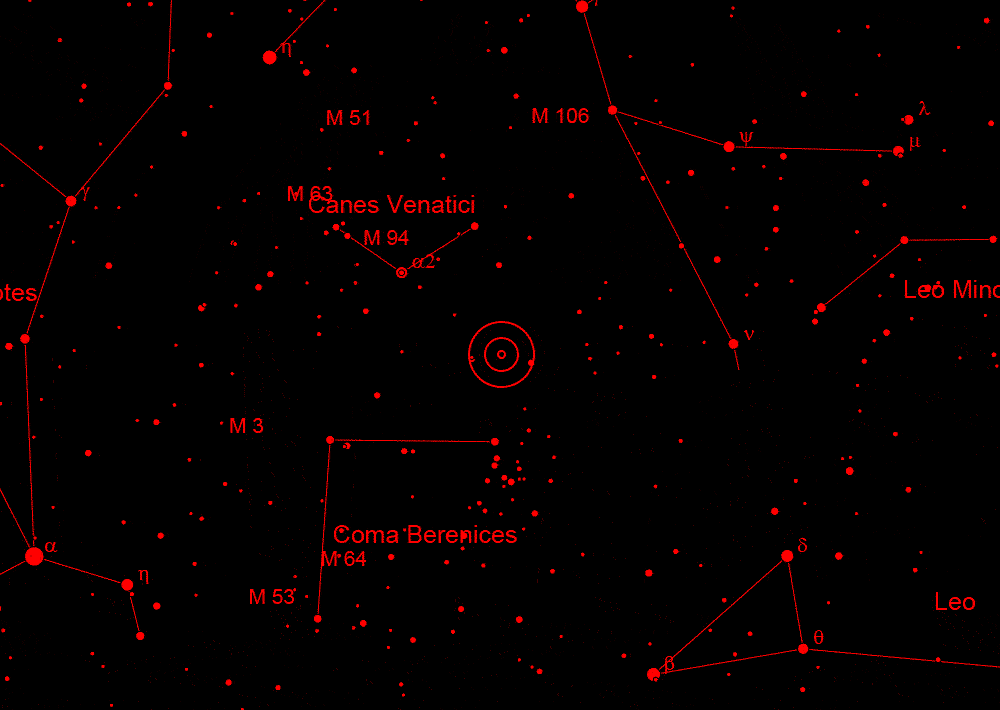 η
M 51
M 106
λ
ψ
μ
γ
M 63
Canes Venatici
M 94
α2
otes
Leo Mino
ν
M 3
Coma Berenices
α
δ
M 64
η
M 53
Leo
θ
β